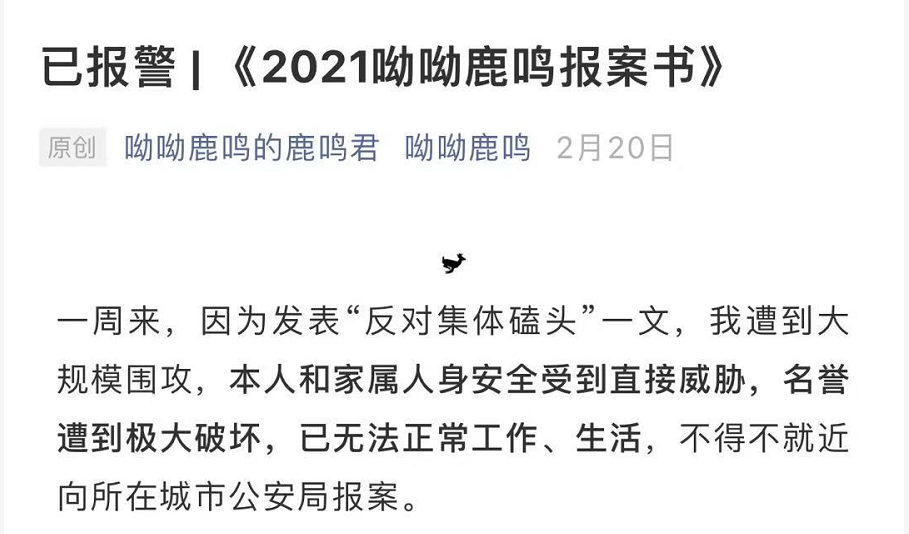 已报警 | 《2021呦呦鹿鸣报案书》
原创 呦呦鹿鸣的鹿鸣君 呦呦鹿鸣 2月20日
一周来，因为发表“反对集体磕头”一文，我遭到大
规模围攻，本人和家属人身安全受到直接威胁，名誉
遭到极大破坏，已无法正常工作、生活，不得不就近
向所在城市公安局报案。